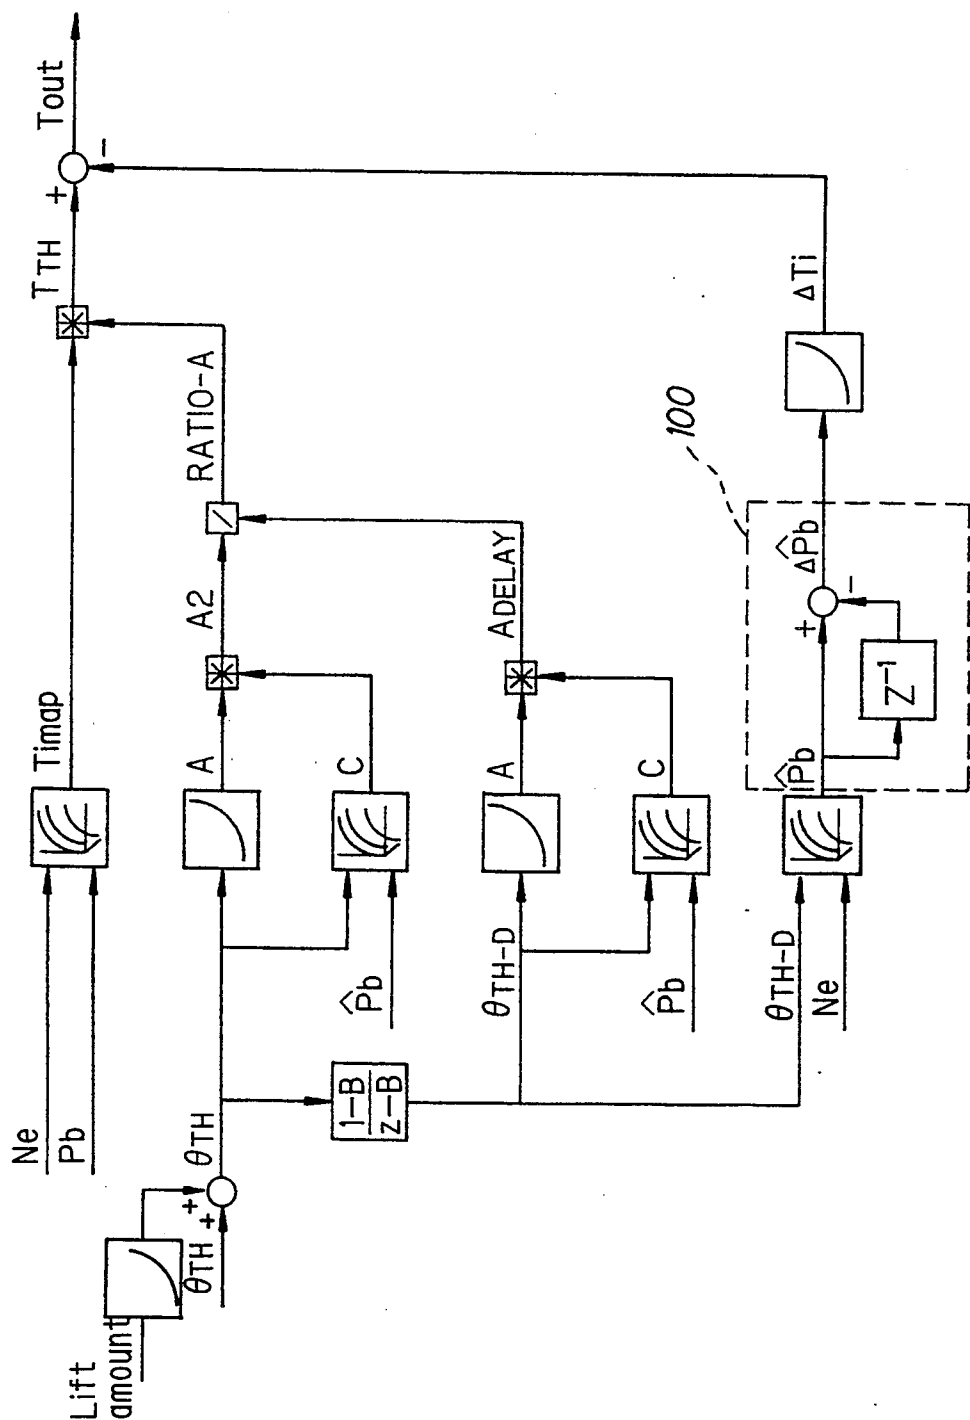 Lift
amount
θTH
+
+
θTH
Ne
Pb
Timap
TTH
+
−
Tout
A
A2
RATIO-A
P̂b
C
1−B
z−B
θTH-D
A
ADELAY
P̂b
C
θTH-D
Ne
P̂b
+
−
Z⁻¹
ΔP̂b
100
ΔTi